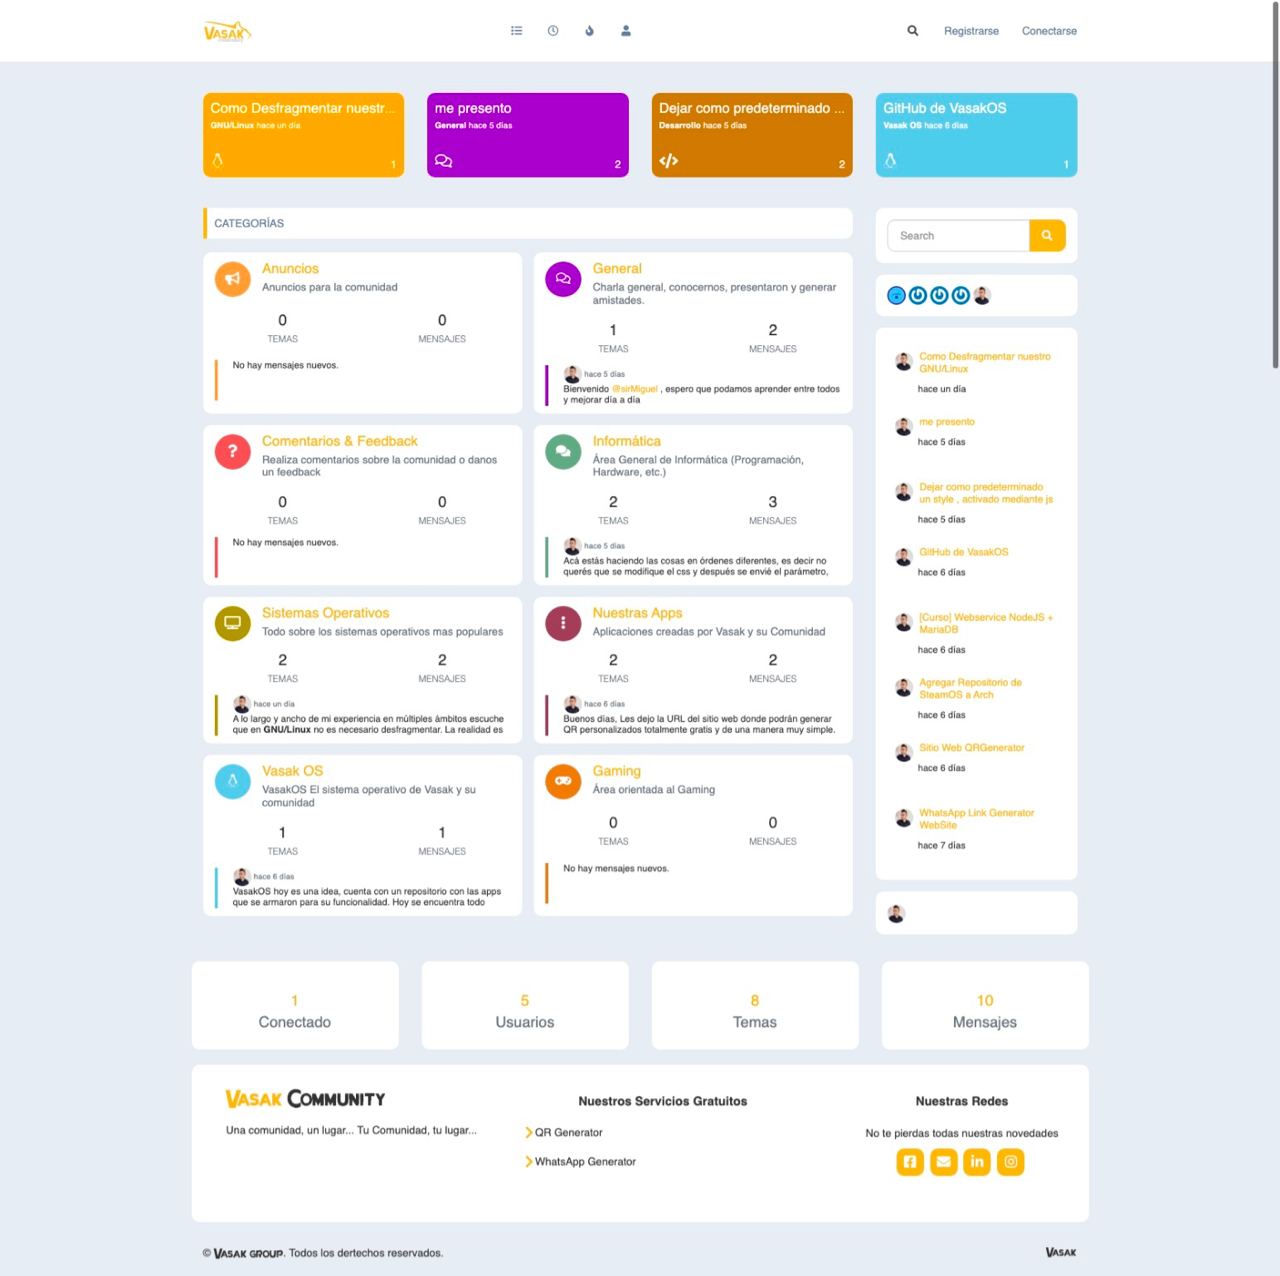 VASAK
Registrarse
Conectarse
Como Desfragmentar nuestr...
GNU/Linux hace un día
1
me presento
General hace 5 días
2
Dejar como predeterminado ...
Desarrollo hace 5 días
2
GitHub de VasakOS
Vasak OS hace 6 días
1
CATEGORÍAS
Anuncios
Anuncios para la comunidad
0
TEMAS
0
MENSAJES
No hay mensajes nuevos.
General
Charla general, conocernos, presentaron y generar
amistades.
1
TEMAS
2
MENSAJES
hace 5 días
Bienvenido @sirMiguel , espero que podamos aprender entre todos
y mejorar día a día
Comentarios & Feedback
Realiza comentarios sobre la comunidad o danos
un feedback
0
TEMAS
0
MENSAJES
No hay mensajes nuevos.
Informática
Área General de Informática (Programación,
Hardware, etc.)
2
TEMAS
3
MENSAJES
hace 5 días
Acá estás haciendo las cosas en órdenes diferentes, es decir no
querés que se modifique el css y después se envié el parámetro,
Sistemas Operativos
Todo sobre los sistemas operativos mas populares
2
TEMAS
2
MENSAJES
hace un día
A lo largo y ancho de mi experiencia en múltiples ámbitos escuche
que en GNU/Linux no es necesario desfragmentar. La realidad es
Nuestras Apps
Aplicaciones creadas por Vasak y su Comunidad
2
TEMAS
2
MENSAJES
hace 6 días
Buenos días, Les dejo la URL del sitio web donde podrán generar
QR personalizados totalmente gratis y de una manera muy simple.
Vasak OS
VasakOS El sistema operativo de Vasak y su
comunidad
1
TEMAS
1
MENSAJES
hace 6 días
VasakOS hoy es una idea, cuenta con un repositorio con las apps
que se armaron para su funcionalidad. Hoy se encuentra todo
Gaming
Área orientada al Gaming
0
TEMAS
0
MENSAJES
No hay mensajes nuevos.
Search
Como Desfragmentar nuestro
GNU/Linux
hace un día
me presento
hace 5 días
Dejar como predeterminado
un style , activado mediante js
hace 5 días
GitHub de VasakOS
hace 6 días
[Curso] Webservice NodeJS +
MariaDB
hace 6 días
Agregar Repositorio de
SteamOS a Arch
hace 6 días
Sitio Web QRGenerator
hace 6 días
WhatsApp Link Generator
WebSite
hace 7 días
1
Conectado
5
Usuarios
8
Temas
10
Mensajes
VASAK COMMUNITY
Una comunidad, un lugar... Tu Comunidad, tu lugar...
Nuestros Servicios Gratuitos
QR Generator
WhatsApp Generator
Nuestras Redes
No te pierdas todas nuestras novedades
© VASAK GROUP. Todos los dertechos reservados.
VASAK